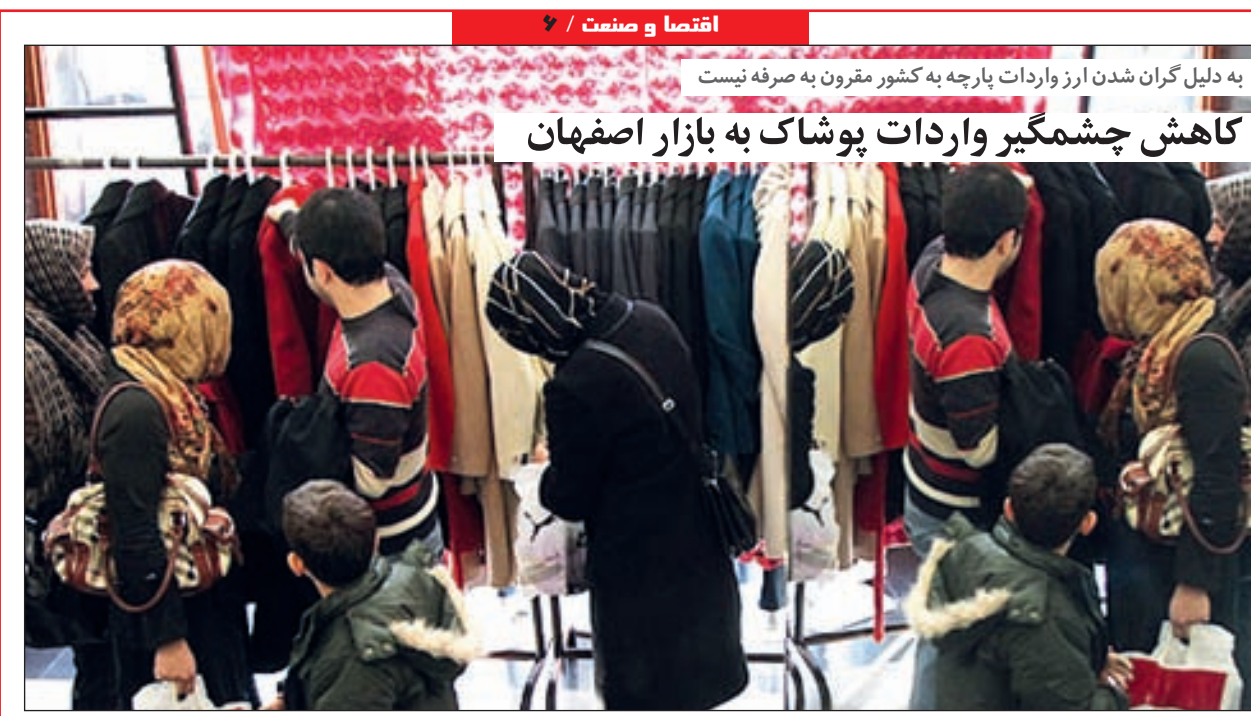 اقتصا و صنعت / ۶
به دلیل گران شدن ارز واردات پارچه به کشور مقرون به صرفه نیست
کاهش چشمگیر واردات پوشاک به بازار اصفهان